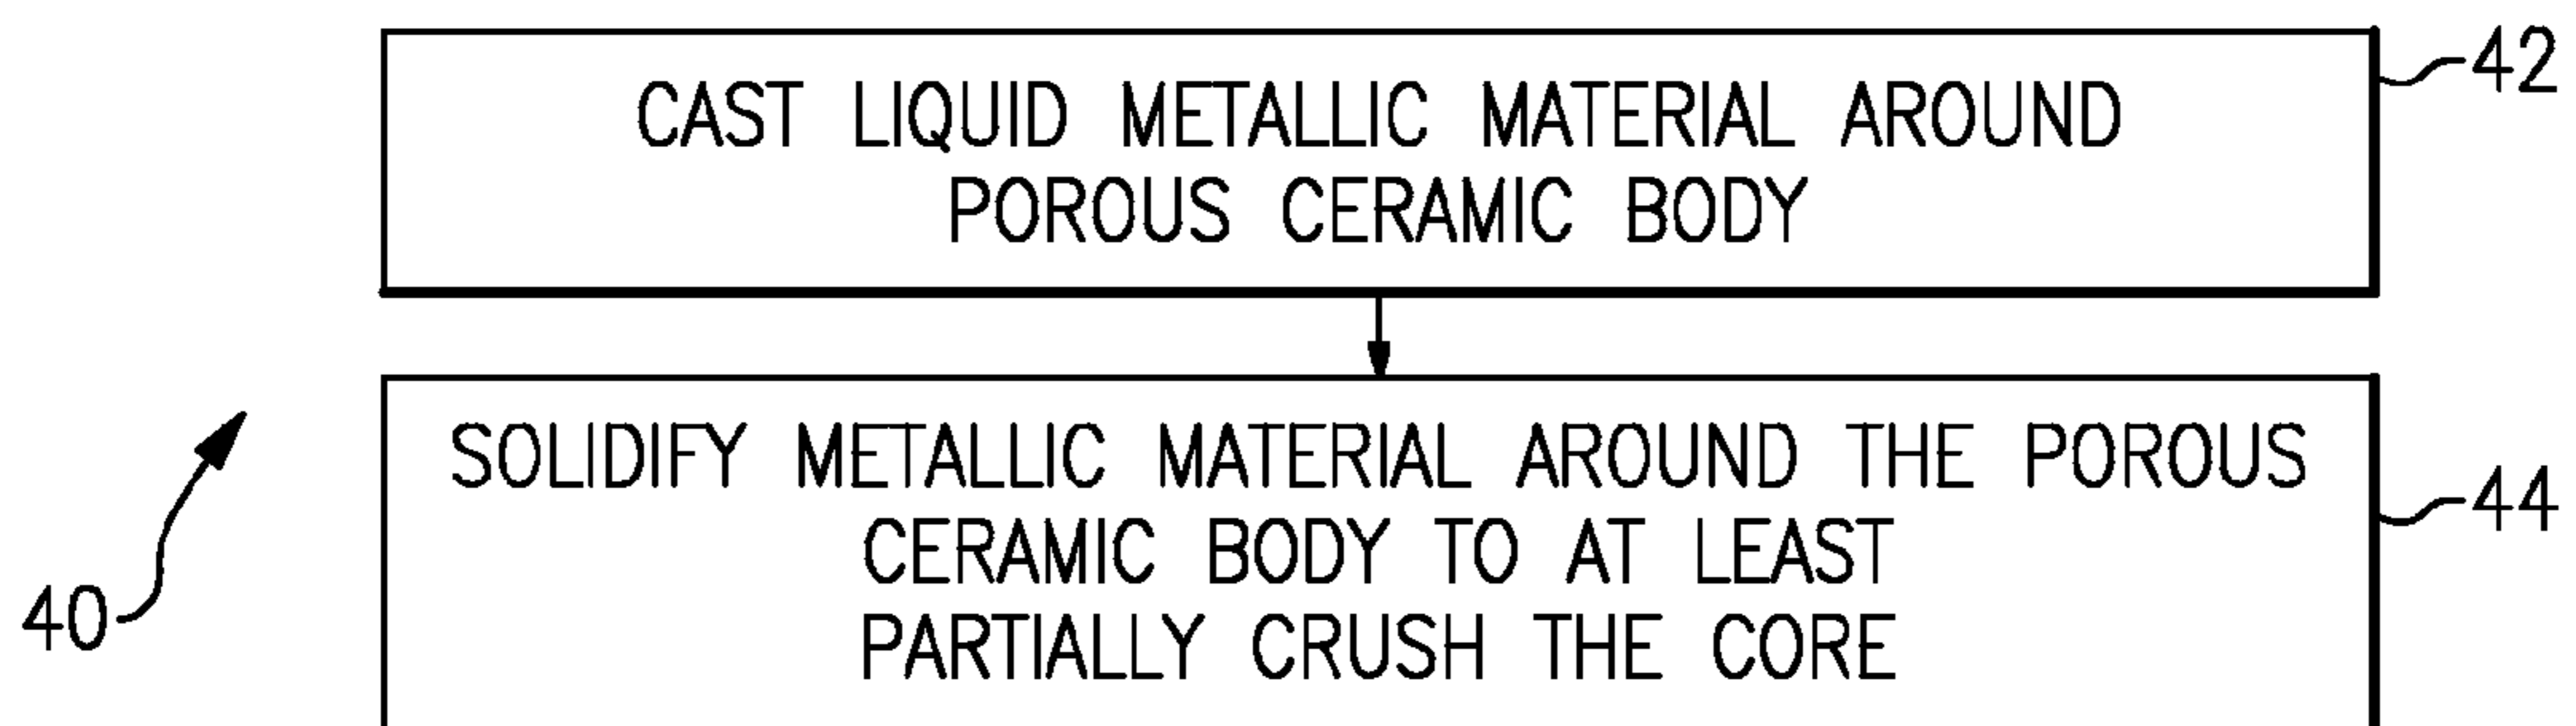 CAST LIQUID METALLIC MATERIAL AROUND
POROUS CERAMIC BODY
42
SOLIDIFY METALLIC MATERIAL AROUND THE POROUS
CERAMIC BODY TO AT LEAST
PARTIALLY CRUSH THE CORE
44
40